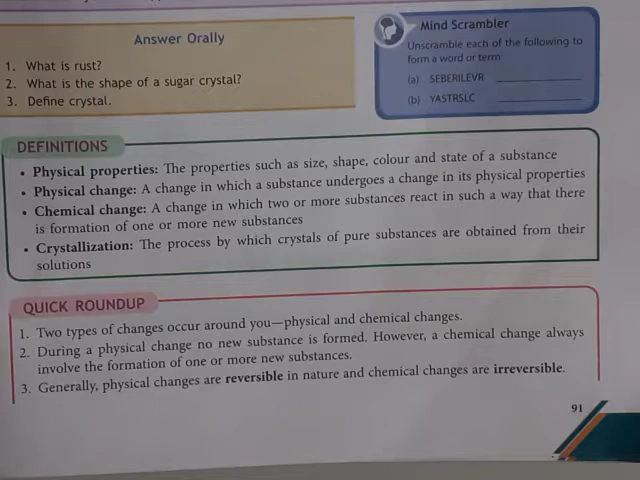 Answer Orally
1. What is rust?
2. What is the shape of a sugar crystal?
3. Define crystal.
Mind Scrambler
Unscramble each of the following to
form a word or term:
(a) SEBERILEVR
(b) YASTRSLC
DEFINITIONS
• Physical properties: The properties such as size, shape, colour and state of a substance
• Physical change: A change in which a substance undergoes a change in its physical properties
• Chemical change: A change in which two or more substances react in such a way that there
is formation of one or more new substances
• Crystallization: The process by which crystals of pure substances are obtained from their
solutions
QUICK ROUNDUP
1. Two types of changes occur around you—physical and chemical changes.
2. During a physical change no new substance is formed. However, a chemical change always
involve the formation of one or more new substances.
3. Generally, physical changes are reversible in nature and chemical changes are irreversible.
91